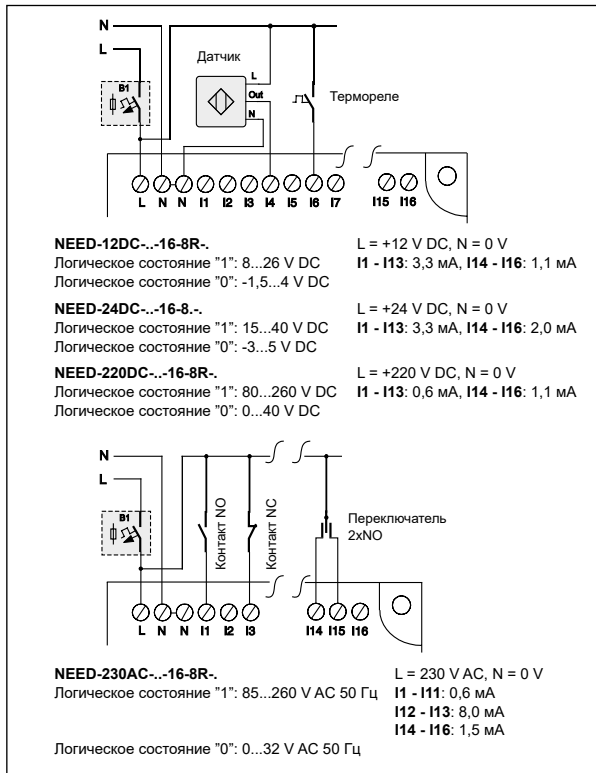 N
L
B1
Датчик
L
Out
N
Термореле
L N N I1 I2 I3 I4 I5 I6 I7 I15 I16
NEED-12DC-..-16-8R-. L = +12 V DC, N = 0 V
Логическое состояние "1": 8...26 V DC I1 - I13: 3,3 мА, I14 - I16: 1,1 мА
Логическое состояние "0": -1,5...4 V DC
NEED-24DC-..-16-8.-. L = +24 V DC, N = 0 V
Логическое состояние "1": 15...40 V DC I1 - I13: 3,3 мА, I14 - I16: 2,0 мА
Логическое состояние "0": -3...5 V DC
NEED-220DC-..-16-8R-. L = +220 V DC, N = 0 V
Логическое состояние "1": 80...260 V DC I1 - I13: 0,6 мА, I14 - I16: 1,1 мА
Логическое состояние "0": 0...40 V DC
N
L
B1
Контакт NO
Контакт NC
Переключатель
2xNO
L N N I1 I2 I3 I14 I15 I16
NEED-230AC-..-16-8R-. L = 230 V AC, N = 0 V
Логическое состояние "1": 85...260 V AC 50 Гц I1 - I11: 0,6 мА
I12 - I13: 8,0 мА
I14 - I16: 1,5 мА
Логическое состояние "0": 0...32 V AC 50 Гц